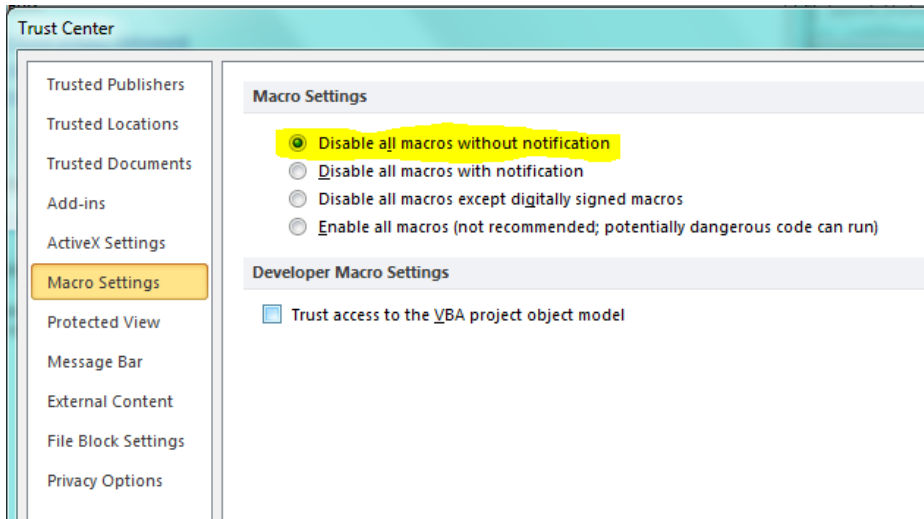 Trust Center
Trusted Publishers
Trusted Locations
Trusted Documents
Add-ins
ActiveX Settings
Macro Settings
Protected View
Message Bar
External Content
File Block Settings
Privacy Options
Macro Settings
Disable all macros without notification
Disable all macros with notification
Disable all macros except digitally signed macros
Enable all macros (not recommended; potentially dangerous code can run)
Developer Macro Settings
Trust access to the VBA project object model